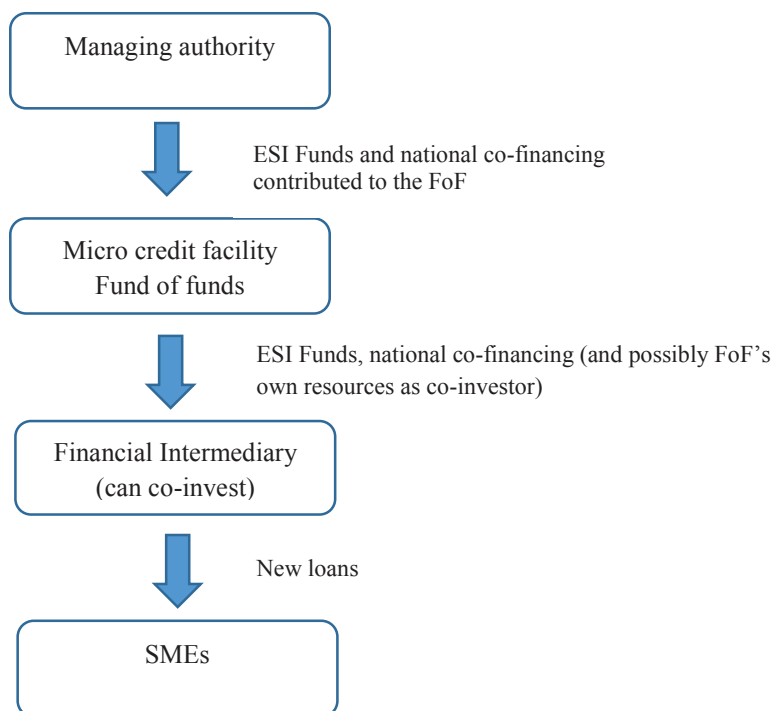 Managing authority
ESI Funds and national co-financing
contributed to the FoF
Micro credit facility
Fund of funds
ESI Funds, national co-financing (and possibly FoF’s
own resources as co-investor)
Financial Intermediary
(can co-invest)
New loans
SMEs